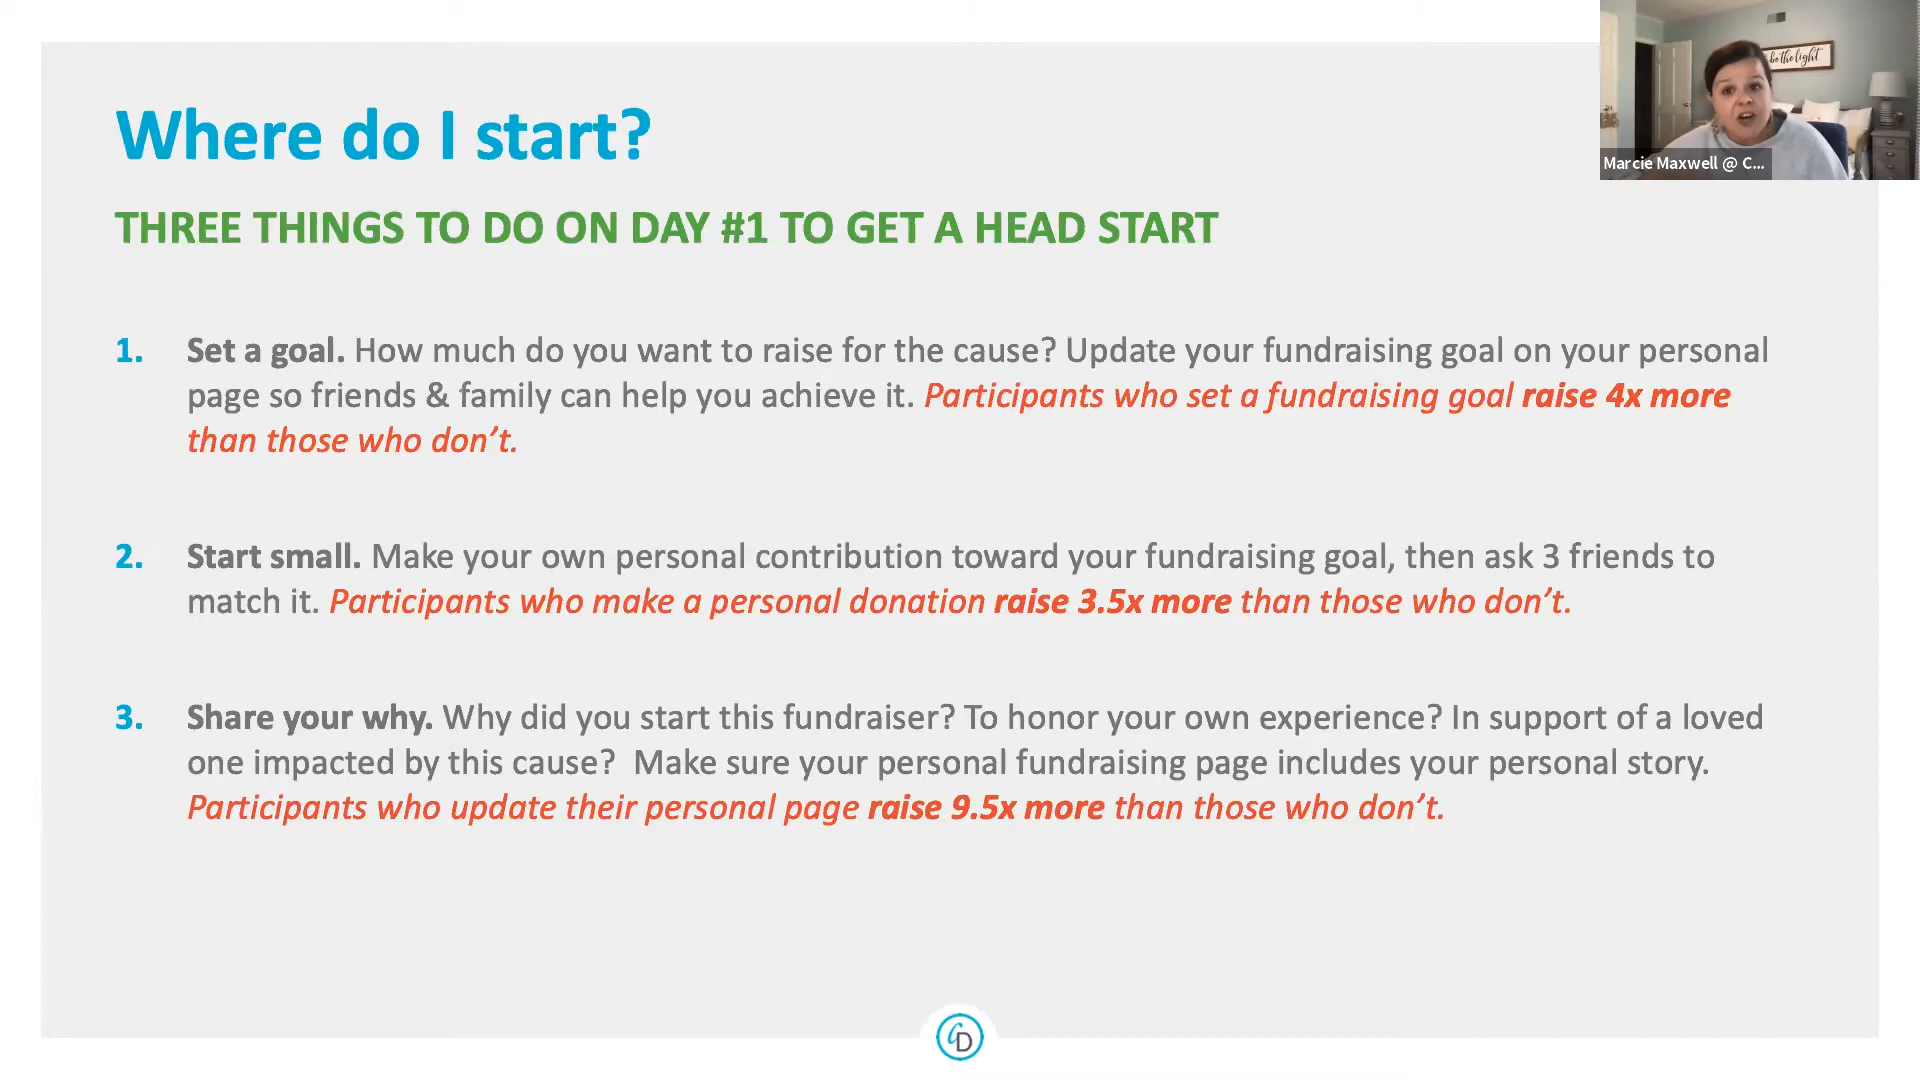 Where do I start?
be the light
Marcie Maxwell @ C...
THREE THINGS TO DO ON DAY #1 TO GET A HEAD START
1. Set a goal. How much do you want to raise for the cause? Update your fundraising goal on your personal
page so friends & family can help you achieve it. Participants who set a fundraising goal raise 4x more
than those who don’t.
2. Start small. Make your own personal contribution toward your fundraising goal, then ask 3 friends to
match it. Participants who make a personal donation raise 3.5x more than those who don’t.
3. Share your why. Why did you start this fundraiser? To honor your own experience? In support of a loved
one impacted by this cause?  Make sure your personal fundraising page includes your personal story.
Participants who update their personal page raise 9.5x more than those who don’t.
CD